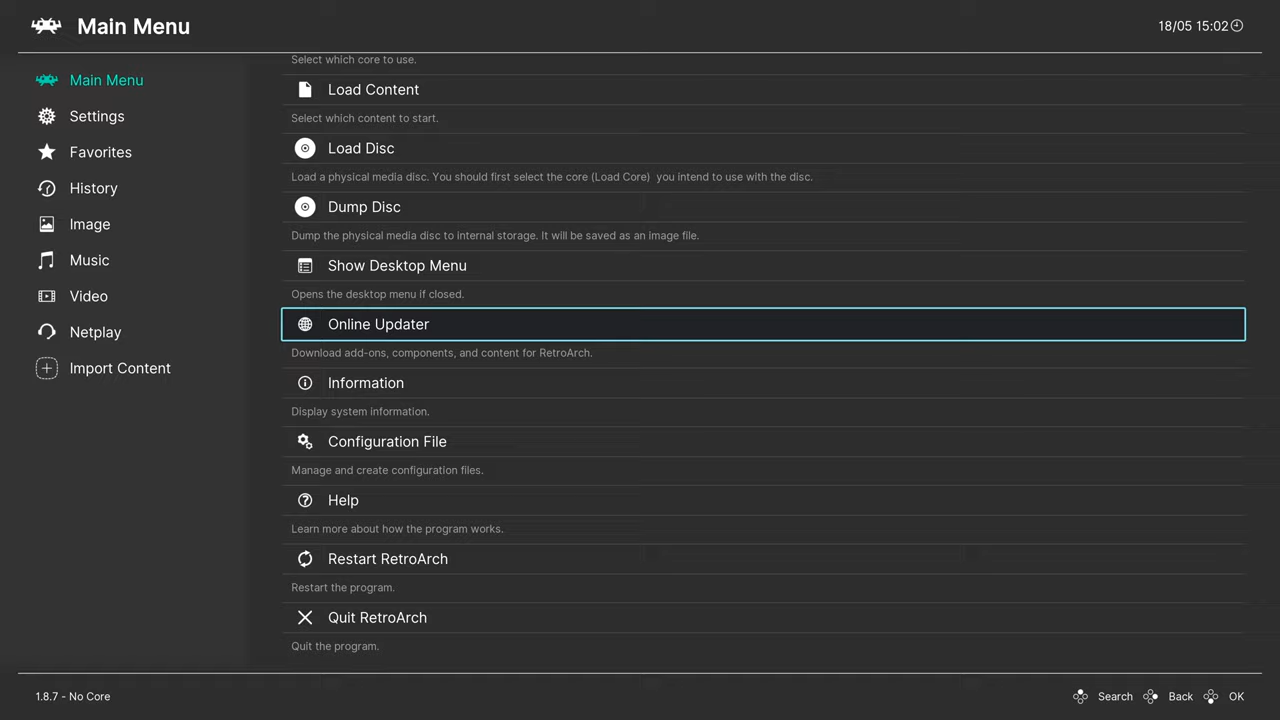 Main Menu
18/05 15:02
Main Menu
Settings
Favorites
History
Image
Music
Video
Netplay
Import Content
Select which core to use.
Load Content
Select which content to start.
Load Disc
Load a physical media disc. You should first select the core (Load Core) you intend to use with the disc.
Dump Disc
Dump the physical media disc to internal storage. It will be saved as an image file.
Show Desktop Menu
Opens the desktop menu if closed.
Online Updater
Download add-ons, components, and content for RetroArch.
Information
Display system information.
Configuration File
Manage and create configuration files.
Help
Learn more about how the program works.
Restart RetroArch
Restart the program.
Quit RetroArch
Quit the program.
1.8.7 - No Core
Search Back OK